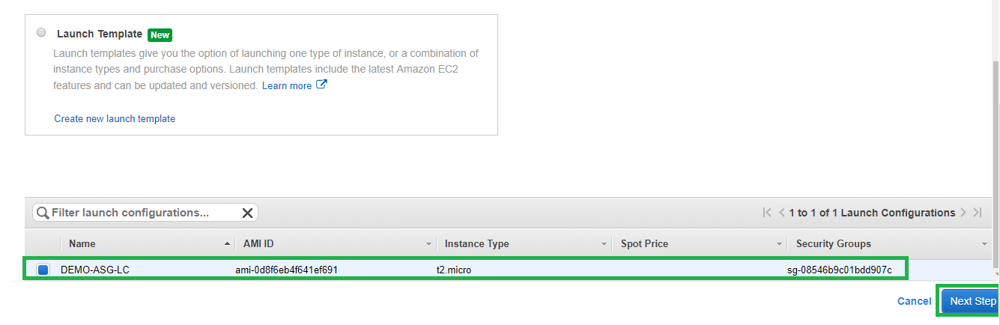 Launch Template New
Launch templates give you the option of launching one type of instance, or a combination of
instance types and purchase options. Launch templates include the latest Amazon EC2
features and can be updated and versioned. Learn more
Create new launch template
Filter launch configurations... 1 to 1 of 1 Launch Configurations
Name AMI ID Instance Type Spot Price Security Groups
DEMO-ASG-LC ami-0d8f6eb4f641ef691 t2.micro sg-08546b9c01bdd907c
Cancel Next Step